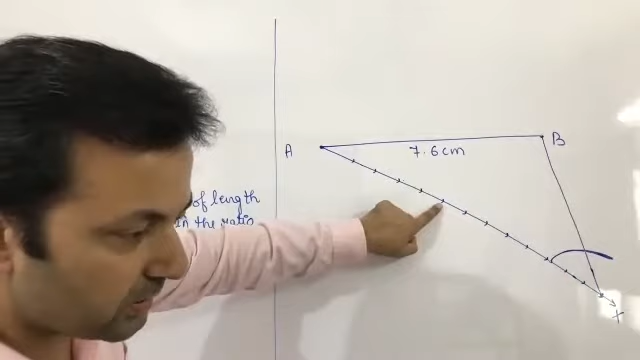 of length
in the ratio
A
B
7.6 cm
X